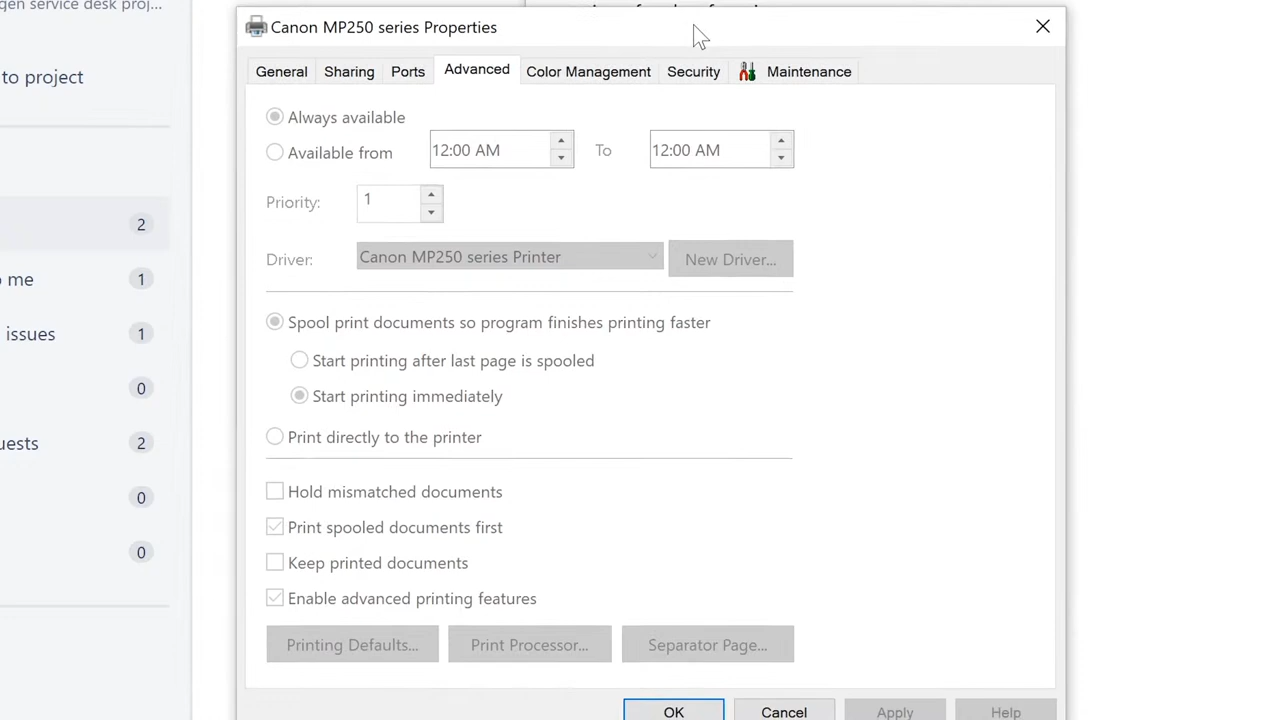 gen service desk proj...
to project
2
o me 1
issues 1
0
uests 2
0
0
Canon MP250 series Properties
General Sharing Ports Advanced Color Management Security Maintenance
Always available
Available from 12:00 AM To 12:00 AM
Priority: 1
Driver: Canon MP250 series Printer New Driver...
Spool print documents so program finishes printing faster
Start printing after last page is spooled
Start printing immediately
Print directly to the printer
Hold mismatched documents
Print spooled documents first
Keep printed documents
Enable advanced printing features
Printing Defaults... Print Processor... Separator Page...
OK Cancel Apply Help